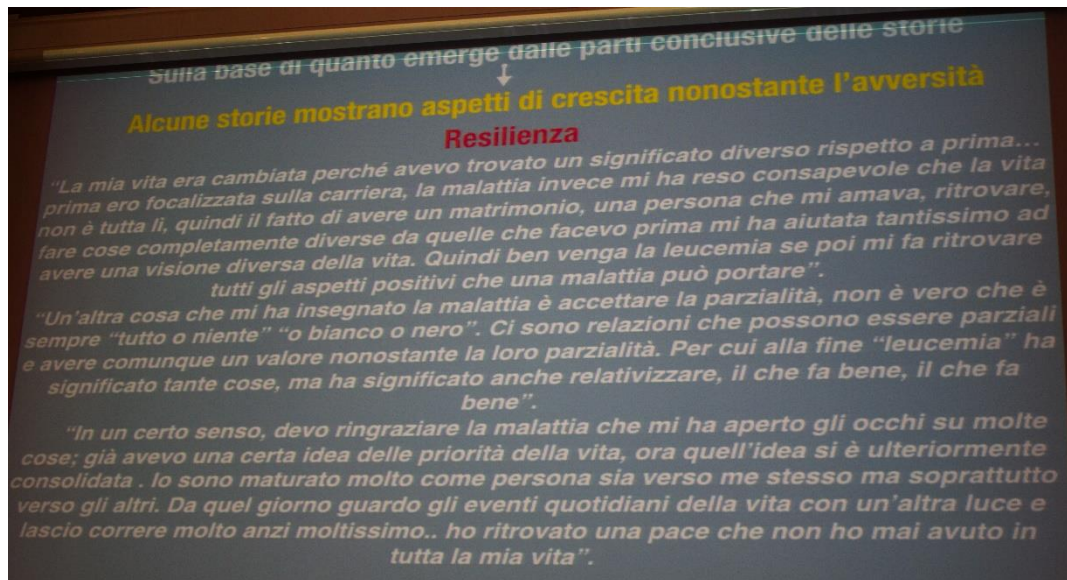 Sulla base di quanto emerge dalle parti conclusive delle storie
Alcune storie mostrano aspetti di crescita nonostante l'avversità
Resilienza
"La mia vita era cambiata perché avevo trovato un significato diverso rispetto a prima...
prima ero focalizzata sulla carriera, la malattia invece mi ha reso consapevole che la vita
non è tutta lì, quindi il fatto di avere un matrimonio, una persona che mi amava, ritrovare,
fare cose completamente diverse da quelle che facevo prima mi ha aiutata tantissimo ad
avere una visione diversa della vita. Quindi ben venga la leucemia se poi mi fa ritrovare
tutti gli aspetti positivi che una malattia può portare".
"Un'altra cosa che mi ha insegnato la malattia è accettare la parzialità, non è vero che è
sempre "tutto o niente" "o bianco o nero". Ci sono relazioni che possono essere parziali
e avere comunque un valore nonostante la loro parzialità. Per cui alla fine "leucemia" ha
significato tante cose, ma ha significato anche relativizzare, il che fa bene, il che fa
bene".
"In un certo senso, devo ringraziare la malattia che mi ha aperto gli occhi su molte
cose; già avevo una certa idea delle priorità della vita, ora quell'idea si è ulteriormente
consolidata . Io sono maturato molto come persona sia verso me stesso ma soprattutto
verso gli altri. Da quel giorno guardo gli eventi quotidiani della vita con un'altra luce e
lascio correre molto anzi moltissimo.. ho ritrovato una pace che non ho mai avuto in
tutta la mia vita".